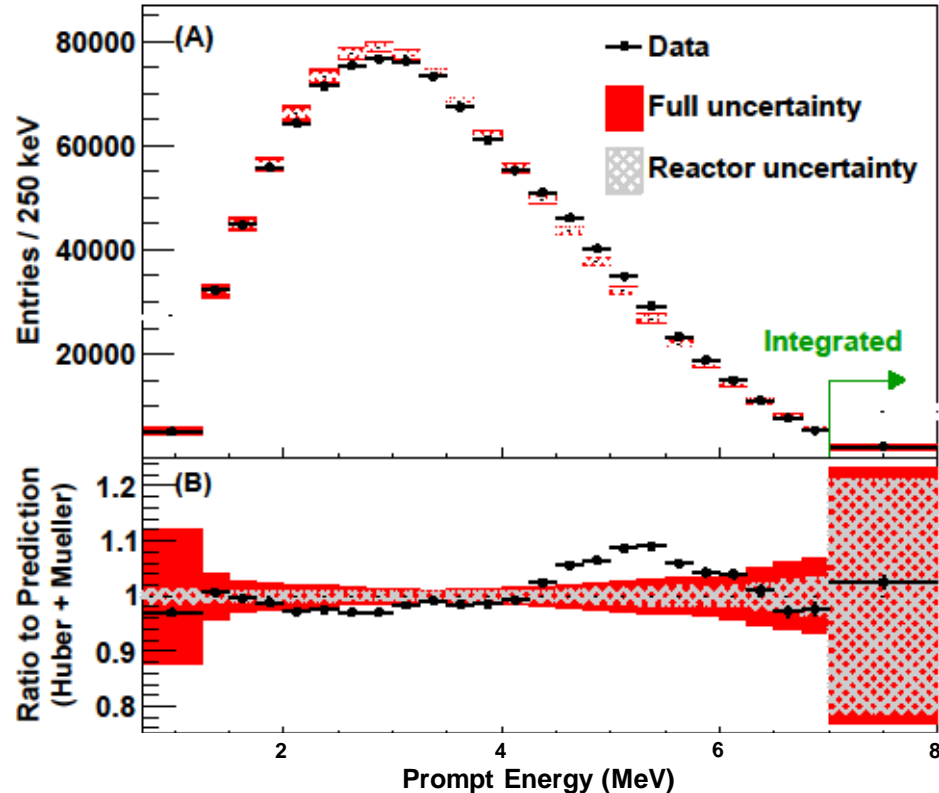 (A)
80000
60000
40000
20000
Entries / 250 keV
Data
Full uncertainty
Reactor uncertainty
Integrated
(B)
1.2
1.1
1
0.9
0.8
Ratio to Prediction
(Huber + Mueller)
2
4
6
8
Prompt Energy (MeV)